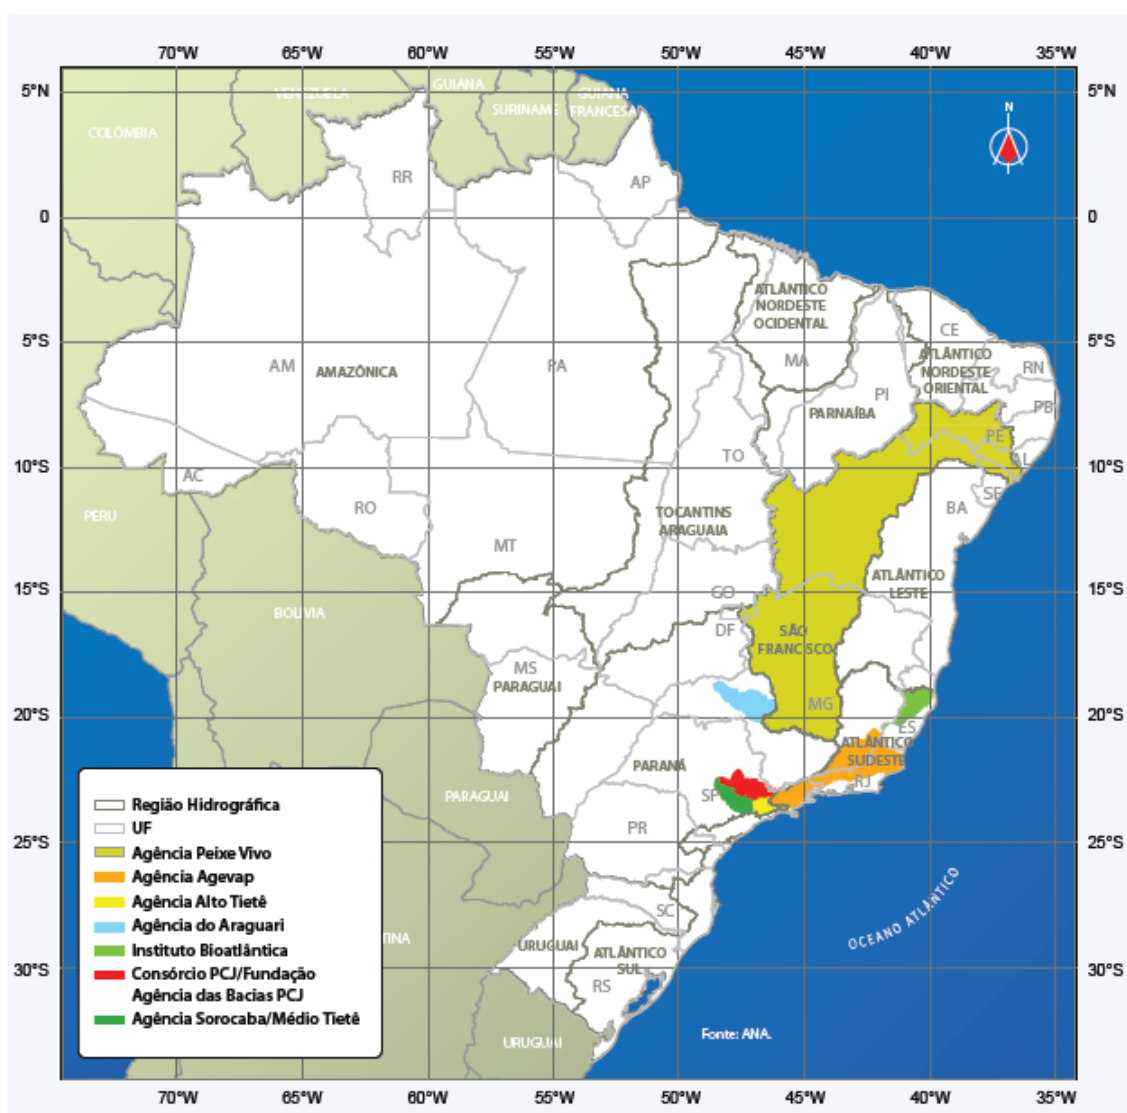 70°W 65°W 60°W 55°W 50°W 45°W 40°W 35°W
5°N
5°N
VENEZUELA
GUIANA
SURINAME
GUIANA
FRANCESA
COLÔMBIA
N
RR
AP
0
0
ATLÂNTICO
NORDESTE
OCIDENTAL
CE
5°S
5°S
ATLÂNTICO
NORDESTE
ORIENTAL
AM
AMAZÔNICA
PA
MA
RN
PI
PARNAÍBA
PB
PE
TO
AL
10°S
10°S
AC
SE
RO
BA
PERU
TOCANTINS
ARAGUAIA
MT
ATLÂNTICO
LESTE
15°S
15°S
GO
BOLÍVIA
DF
SÃO
FRANCISCO
MS
PARAGUAI
MG
20°S
20°S
ES
ATLÂNTICO
SUDESTE
PARANÁ
RJ
SP
PARAGUAI
PR
25°S
25°S
OCEANO ATLÂNTICO
SC
TINA
URUGUAI
ATLÂNTICO
SUL
30°S
30°S
RS
URUGUAI
Fonte: ANA.
Região Hidrográfica
UF
Agência Peixe Vivo
Agência Agevap
Agência Alto Tietê
Agência do Araguari
Instituto Bioatlântica
Consórcio PCJ/Fundação
Agência das Bacias PCJ
Agência Sorocaba/Médio Tietê
70°W 65°W 60°W 55°W 50°W 45°W 40°W 35°W